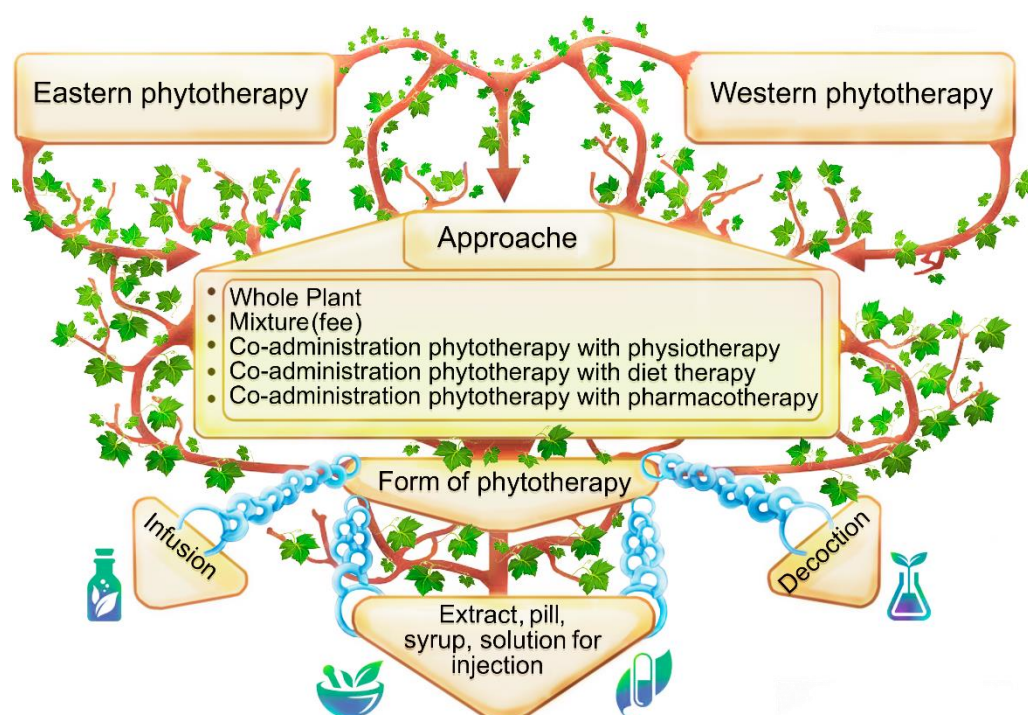 Eastern phytotherapy
Western phytotherapy
Approache
• Whole Plant
• Mixture(fee)
• Co-administration phytotherapy with physiotherapy
• Co-administration phytotherapy with diet therapy
• Co-administration phytotherapy with pharmacotherapy
Form of phytotherapy
Infusion
Decoction
Extract, pill,
syrup, solution for
injection